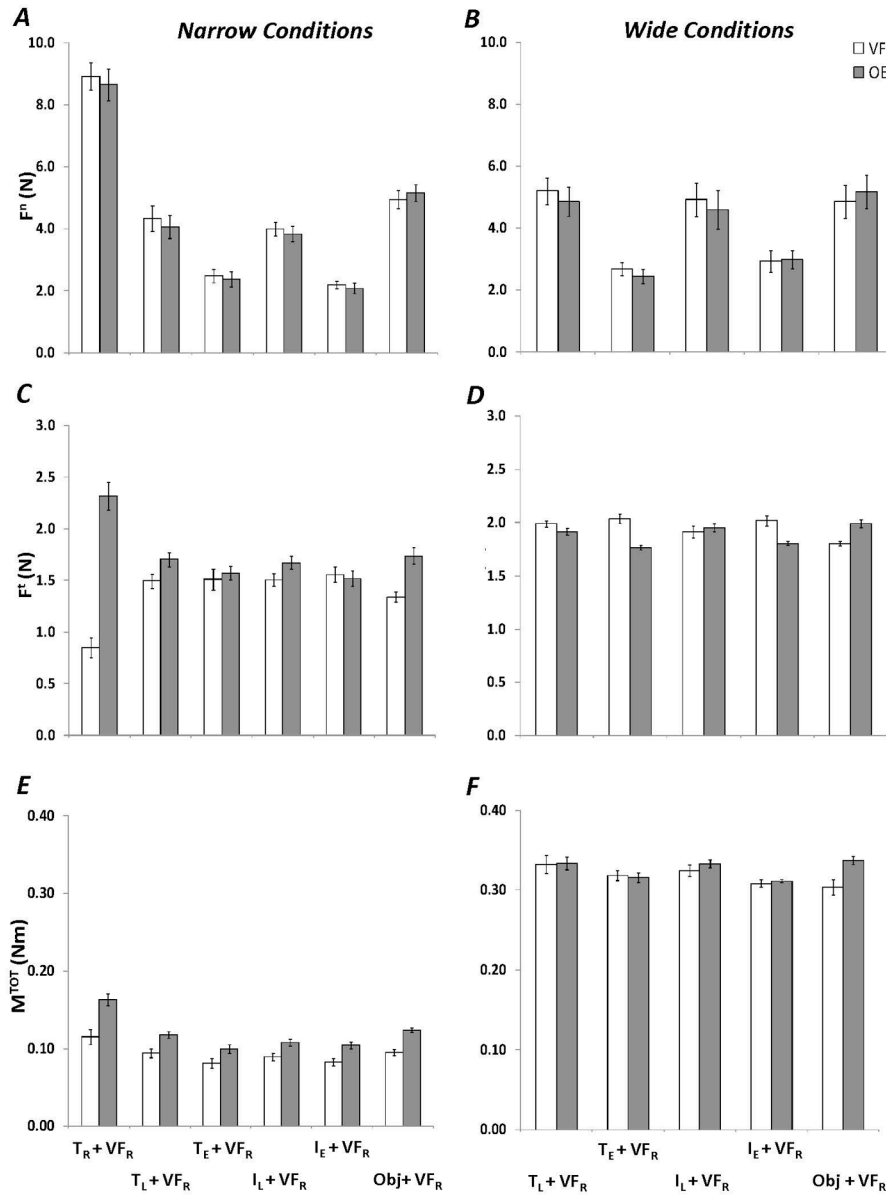 A
Narrow Conditions
B
Wide Conditions
VF
OB
10.0
8.0
6.0
4.0
2.0
0.0
Fⁿ (N)
10.0
8.0
6.0
4.0
2.0
0.0
C
D
3.0
2.5
2.0
1.5
1.0
0.5
0.0
Fᵗ (N)
3.0
2.5
2.0
1.5
1.0
0.5
0.0
E
F
0.40
0.30
0.20
0.10
0.00
Mᵀᴼᵀ (Nm)
0.40
0.30
0.20
0.10
0.00
T_R + VF_R
T_E + VF_R
I_E + VF_R
T_L + VF_R
I_L + VF_R
Obj+ VF_R
T_E + VF_R
I_E + VF_R
T_L + VF_R
I_L + VF_R
Obj + VF_R